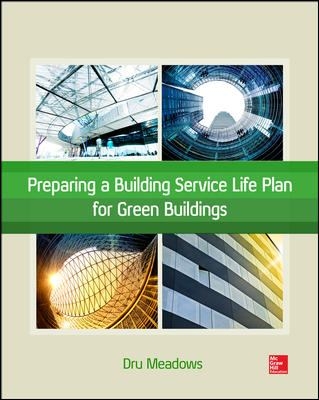 Preparing a Building Service Life Plan
for Green Buildings
Dru Meadows
Mc
Graw
Hill
Education